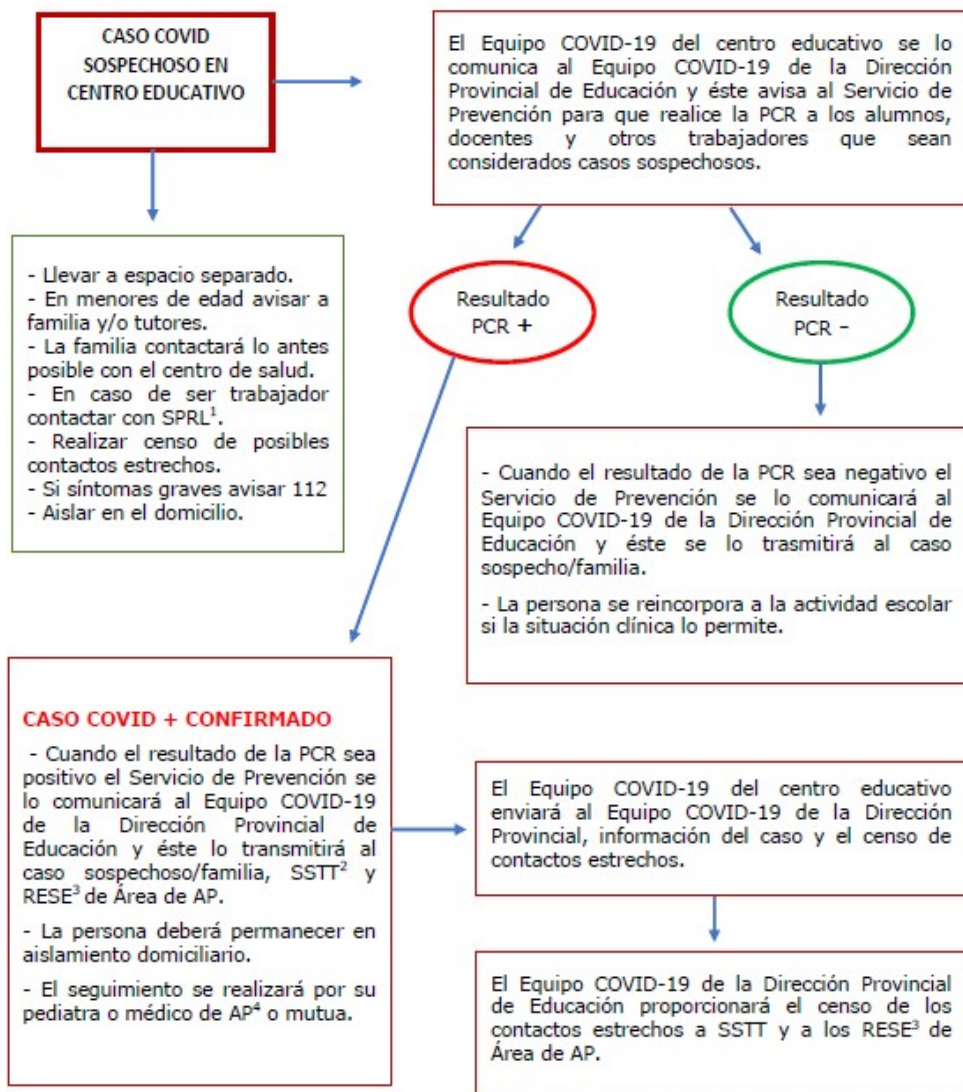 CASO COVID
SOSPECHOSO EN
CENTRO EDUCATIVO
El Equipo COVID-19 del centro educativo se lo
comunica al Equipo COVID-19 de la Dirección
Provincial de Educación y éste avisa al Servicio de
Prevención para que realice la PCR a los alumnos,
docentes y otros trabajadores que sean
considerados casos sospechosos.
- Llevar a espacio separado.
- En menores de edad avisar a
familia y/o tutores.
- La familia contactará lo antes
posible con el centro de salud.
- En caso de ser trabajador
contactar con SPRL¹.
- Realizar censo de posibles
contactos estrechos.
- Si síntomas graves avisar 112
- Aislar en el domicilio.
Resultado
PCR +
Resultado
PCR -
- Cuando el resultado de la PCR sea negativo el
Servicio de Prevención se lo comunicará al
Equipo COVID-19 de la Dirección Provincial de
Educación y éste se lo trasmitirá al caso
sospecho/familia.
- La persona se reincorpora a la actividad escolar
si la situación clínica lo permite.
CASO COVID + CONFIRMADO
- Cuando el resultado de la PCR sea
positivo el Servicio de Prevención se
lo comunicará al Equipo COVID-19
de la Dirección Provincial de
Educación y éste lo transmitirá al
caso sospechoso/familia, SSTT² y
RESE³ de Área de AP.
- La persona deberá permanecer en
aislamiento domiciliario.
- El seguimiento se realizará por su
pediatra o médico de AP⁴ o mutua.
El Equipo COVID-19 del centro educativo
enviará al Equipo COVID-19 de la Dirección
Provincial, información del caso y el censo de
contactos estrechos.
El Equipo COVID-19 de la Dirección Provincial
de Educación proporcionará el censo de los
contactos estrechos a SSTT y a los RESE³ de
Área de AP.